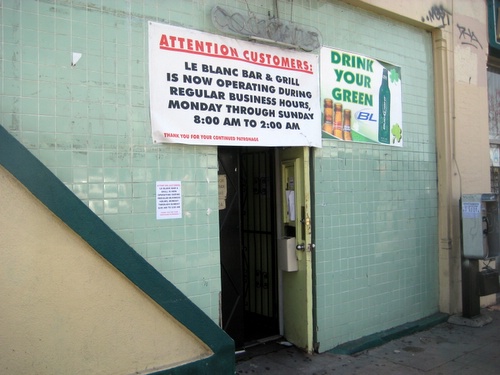 ATTENTION CUSTOMERS:
LE BLANC BAR & GRILL
IS NOW OPERATING DURING
REGULAR BUSINESS HOURS,
MONDAY THROUGH SUNDAY
8:00 AM TO 2:00 AM
THANK YOU FOR YOUR CONTINUED PATRONAGE
DRINK
YOUR
GREEN
BL